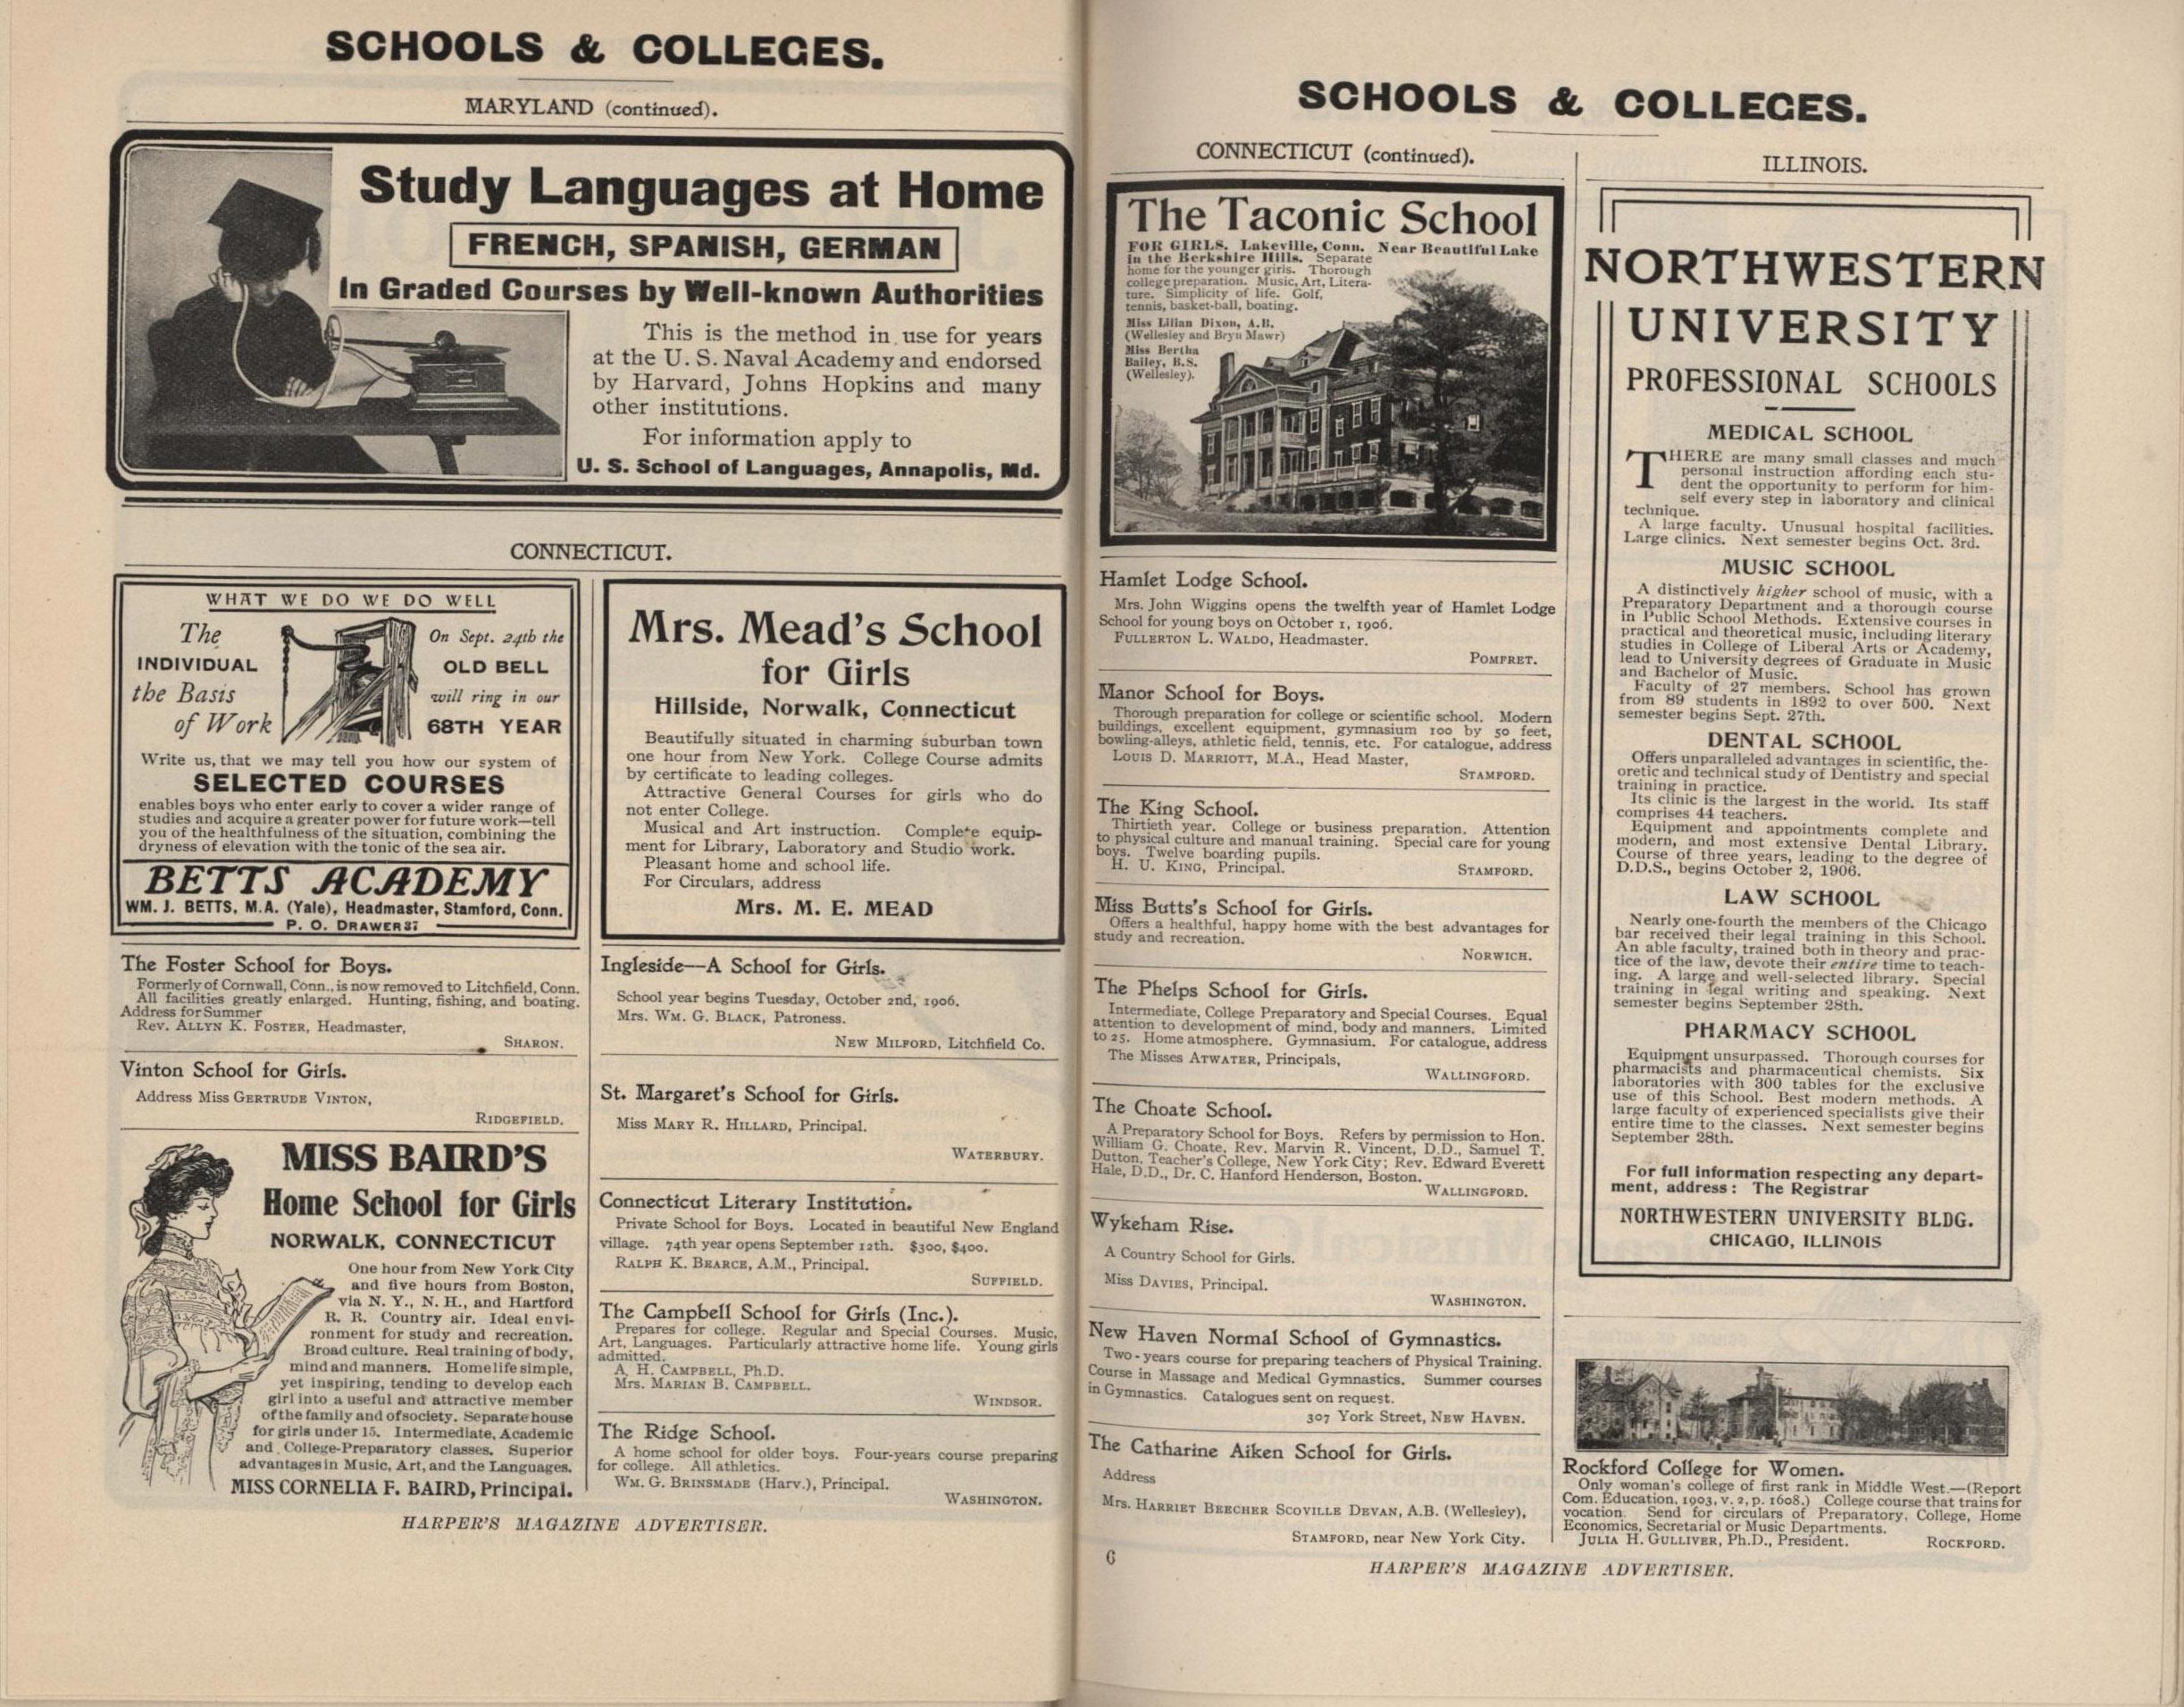 SCHOOLS & COLLEGES.
MARYLAND (continued).
Study Languages at Home
FRENCH, SPANISH, GERMAN
In Graded Courses by Well-known Authorities
This is the method in use for years
at the U. S. Naval Academy and endorsed
by Harvard, Johns Hopkins and many
other institutions.
For information apply to
U. S. School of Languages, Annapolis, Md.
CONNECTICUT.
WHAT WE DO WE DO WELL
The
INDIVIDUAL
the Basis
of Work
On Sept. 24th the
OLD BELL
will ring in our
68TH YEAR
Write us, that we may tell you how our system of
SELECTED COURSES
enables boys who enter early to cover a wider range of
studies and acquire a greater power for future work—tell
you of the healthfulness of the situation, combining the
dryness of elevation with the tonic of the sea air.
BETTS ACADEMY
WM. J. BETTS, M.A. (Yale), Headmaster, Stamford, Conn.
P. O. DRAWER 37
The Foster School for Boys.
Formerly of Cornwall, Conn., is now removed to Litchfield, Conn.
All facilities greatly enlarged. Hunting, fishing, and boating.
Address for Summer
Rev. ALLYN K. FOSTER, Headmaster,
SHARON.
Vinton School for Girls.
Address Miss GERTRUDE VINTON,
RIDGEFIELD.
MISS BAIRD'S
Home School for Girls
NORWALK, CONNECTICUT
One hour from New York City
and five hours from Boston,
via N. Y., N. H., and Hartford
R. R. Country air. Ideal envi-
ronment for study and recreation.
Broad culture. Real training of body,
mind and manners. Home life simple,
yet inspiring, tending to develop each
girl into a useful and attractive member
of the family and of society. Separate house
for girls under 15. Intermediate, Academic
and College-Preparatory classes. Superior
advantages in Music, Art, and the Languages.
MISS CORNELIA F. BAIRD, Principal.
Mrs. Mead's School
for Girls
Hillside, Norwalk, Connecticut
Beautifully situated in charming suburban town
one hour from New York. College Course admits
by certificate to leading colleges.
Attractive General Courses for girls who do
not enter College.
Musical and Art instruction. Complete equip-
ment for Library, Laboratory and Studio work.
Pleasant home and school life.
For Circulars, address
Mrs. M. E. MEAD
Ingleside—A School for Girls.
School year begins Tuesday, October 2nd, 1906.
Mrs. WM. G. BLACK, Patroness.
NEW MILFORD, Litchfield Co.
St. Margaret's School for Girls.
Miss MARY R. HILLARD, Principal.
WATERBURY.
Connecticut Literary Institution.
Private School for Boys. Located in beautiful New England
village. 74th year opens September 12th. $300, $400.
RALPH K. BEARCE, A.M., Principal.
SUFFIELD.
The Campbell School for Girls (Inc.).
Prepares for college. Regular and Special Courses. Music,
Art, Languages. Particularly attractive home life. Young girls
admitted.
A. H. CAMPBELL, Ph.D.
Mrs. MARIAN B. CAMPBELL.
WINDSOR.
The Ridge School.
A home school for older boys. Four-years course preparing
for college. All athletics.
WM. G. BRINSMADE (Harv.), Principal.
WASHINGTON.
HARPER'S MAGAZINE ADVERTISER.
SCHOOLS & COLLEGES.
CONNECTICUT (continued).
The Taconic School
FOR GIRLS. Lakeville, Conn. Near Beautiful Lake
in the Berkshire Hills. Separate
home for the younger girls. Thorough
college preparation. Music, Art, Litera-
ture. Simplicity of life. Golf,
tennis, basket-ball, boating.
Miss Lilian Dixon, A.B.
(Wellesley and Bryn Mawr)
Miss Bertha
Bailey, B.S.
(Wellesley).
Hamlet Lodge School.
Mrs. John Wiggins opens the twelfth year of Hamlet Lodge
School for young boys on October 1, 1906.
FULLERTON L. WALDO, Headmaster.
POMFRET.
Manor School for Boys.
Thorough preparation for college or scientific school. Modern
buildings, excellent equipment, gymnasium 100 by 50 feet,
bowling-alleys, athletic field, tennis, etc. For catalogue, address
LOUIS D. MARRIOTT, M.A., Head Master,
STAMFORD.
The King School.
Thirtieth year. College or business preparation. Attention
to physical culture and manual training. Special care for young
boys. Twelve boarding pupils.
H. U. KING, Principal.
STAMFORD.
Miss Butts's School for Girls.
Offers a healthful, happy home with the best advantages for
study and recreation.
NORWICH.
The Phelps School for Girls.
Intermediate, College Preparatory and Special Courses. Equal
attention to development of mind, body and manners. Limited
to 25. Home atmosphere. Gymnasium. For catalogue, address
The Misses ATWATER, Principals,
WALLINGFORD.
The Choate School.
A Preparatory School for Boys. Refers by permission to Hon.
William G. Choate, Rev. Marvin R. Vincent, D.D., Samuel T.
Dutton, Teacher's College, New York City; Rev. Edward Everett
Hale, D.D., Dr. C. Hanford Henderson, Boston.
WALLINGFORD.
Wykeham Rise.
A Country School for Girls.
Miss DAVIES, Principal.
WASHINGTON.
New Haven Normal School of Gymnastics.
Two-years course for preparing teachers of Physical Training.
Course in Massage and Medical Gymnastics. Summer courses
in Gymnastics. Catalogues sent on request.
307 York Street, NEW HAVEN.
The Catharine Aiken School for Girls.
Address
Mrs. HARRIET BEECHER SCOVILLE DEVAN, A.B. (Wellesley),
STAMFORD, near New York City.
ILLINOIS.
NORTHWESTERN
UNIVERSITY
PROFESSIONAL SCHOOLS
MEDICAL SCHOOL
THERE are many small classes and much
personal instruction affording each stu-
dent the opportunity to perform for him-
self every step in laboratory and clinical
technique.
A large faculty. Unusual hospital facilities.
Large clinics. Next semester begins Oct. 3rd.
MUSIC SCHOOL
A distinctively higher school of music, with a
Preparatory Department and a thorough course
in Public School Methods. Extensive courses in
practical and theoretical music, including literary
studies in College of Liberal Arts or Academy,
lead to University degrees of Graduate in Music
and Bachelor of Music.
Faculty of 27 members. School has grown
from 89 students in 1892 to over 500. Next
semester begins Sept. 27th.
DENTAL SCHOOL
Offers unparalleled advantages in scientific, the-
oretic and technical study of Dentistry and special
training in practice.
Its clinic is the largest in the world. Its staff
comprises 44 teachers.
Equipment and appointments complete and
modern, and most extensive Dental Library.
Course of three years, leading to the degree of
D.D.S., begins October 2, 1906.
LAW SCHOOL
Nearly one-fourth the members of the Chicago
bar received their legal training in this School.
An able faculty, trained both in theory and prac-
tice of the law, devote their entire time to teach-
ing. A large and well-selected library. Special
training in legal writing and speaking. Next
semester begins September 28th.
PHARMACY SCHOOL
Equipment unsurpassed. Thorough courses for
pharmacists and pharmaceutical chemists. Six
laboratories with 300 tables for the exclusive
use of this School. Best modern methods. A
large faculty of experienced specialists give their
entire time to the classes. Next semester begins
September 28th.
For full information respecting any depart-
ment, address: The Registrar
NORTHWESTERN UNIVERSITY BLDG.
CHICAGO, ILLINOIS
Rockford College for Women.
Only woman's college of first rank in Middle West.—(Report
Com. Education, 1903, v. 2, p. 1608.) College course that trains for
vocation. Send for circulars of Preparatory, College, Home
Economics, Secretarial or Music Departments.
JULIA H. GULLIVER, Ph.D., President.
ROCKFORD.
6
HARPER'S MAGAZINE ADVERTISER.